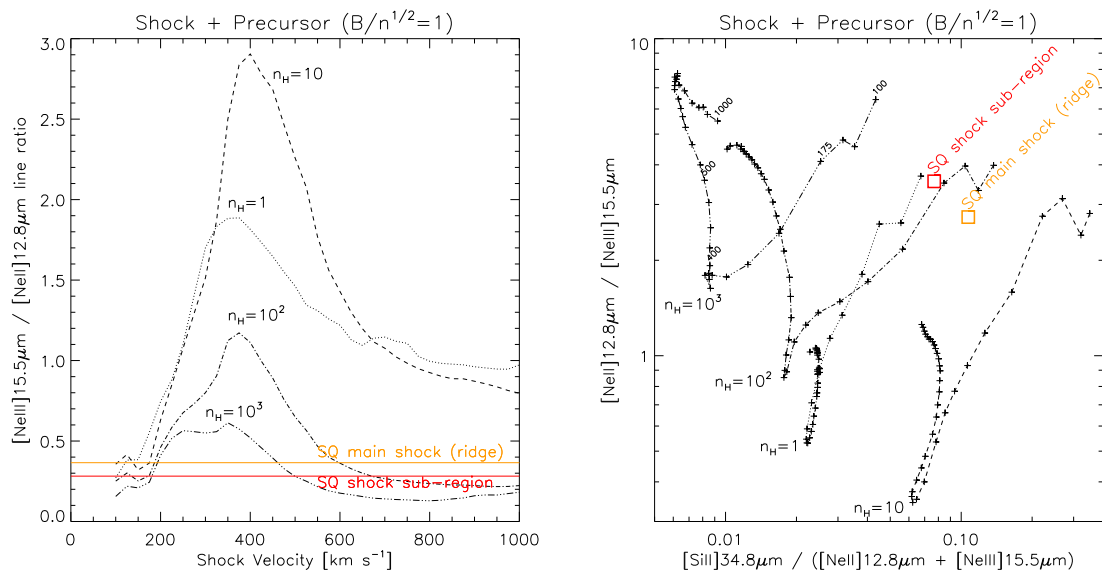 Shock + Precursor (B/n^{1/2}=1)
[NeIII]15.5μm / [NeII]12.8μm line ratio
3.0
2.5
2.0
1.5
1.0
0.5
0.0
n_H=10
n_H=1
n_H=10^2
n_H=10^3
SQ main shock (ridge)
SQ shock sub-region
0 200 400 600 800 1000
Shock Velocity [km s^{-1}]
Shock + Precursor (B/n^{1/2}=1)
[NeII]12.8μm / [NeIII]15.5μm
10
1
1000
500
400
175
100
SQ shock sub-region
SQ main shock (ridge)
n_H=10^3
n_H=10^2
n_H=1
n_H=10
0.01 0.10
[SiII]34.8μm / ([NeII]12.8μm + [NeIII]15.5μm)